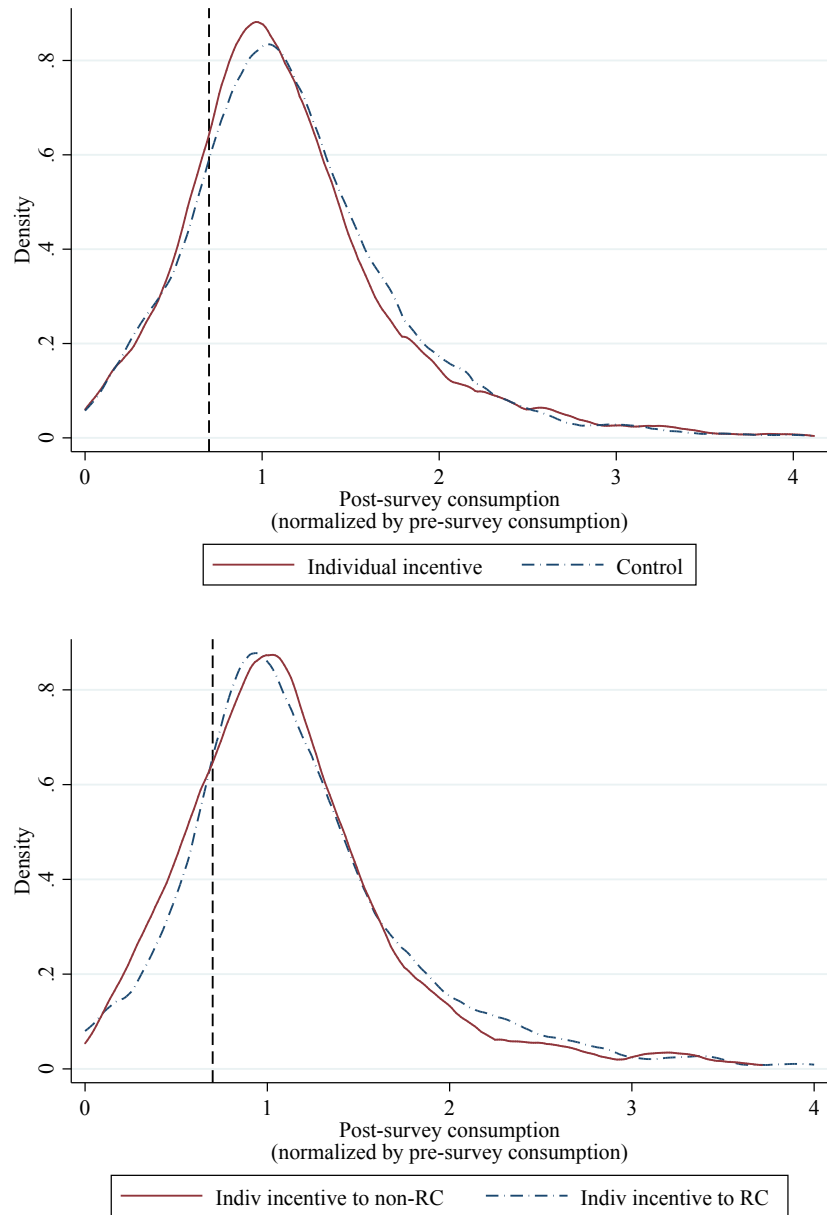 Density
.8
.6
.4
.2
0
0 1 2 3 4
Post-survey consumption
(normalized by pre-survey consumption)
Individual incentive Control
Density
.8
.6
.4
.2
0
0 1 2 3 4
Post-survey consumption
(normalized by pre-survey consumption)
Indiv incentive to non-RC Indiv incentive to RC